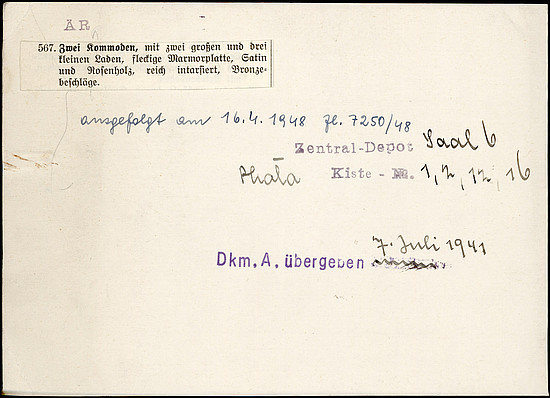 ÄR
567. Zwei Kommoden, mit zwei großen und drei
kleinen Laden, fleckige Marmorplatte, Satin
und Rosenholz, reich intarsiert, Bronze-
beschläge.
ausgefolgt am 16.4.1948 Zl. 7250/48
Zentral-Depot Saal 6
Kiste - Nr. 1, 2, 12, 16
Dkm. A. übergeben 7. Juli 1941